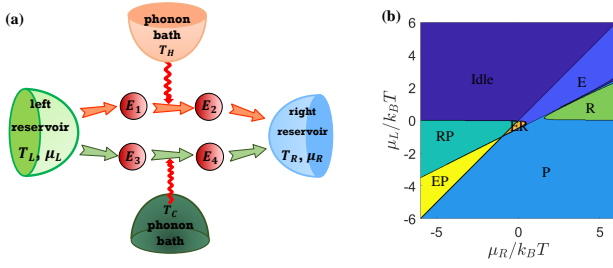 (a)
phonon
bath
T_H
left
reservoir
T_L, μ_L
E_1
E_2
E_3
E_4
right
reservoir
T_R, μ_R
T_C
phonon
bath
(b)
μ_L/k_BT
6
4
2
0
-2
-4
-6
Idle
E
R
ER
RP
EP
P
-5
0
5
μ_R/k_BT